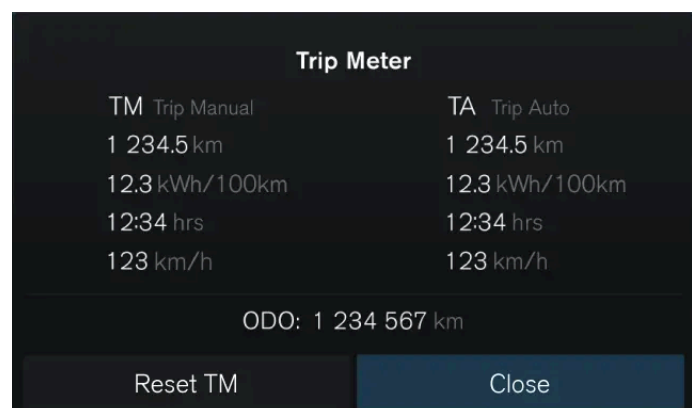 Trip Meter
TM Trip Manual
1 234.5 km
12.3 kWh/100km
12:34 hrs
123 km/h
TA Trip Auto
1 234.5 km
12.3 kWh/100km
12:34 hrs
123 km/h
ODO: 1 234 567 km
Reset TM
Close